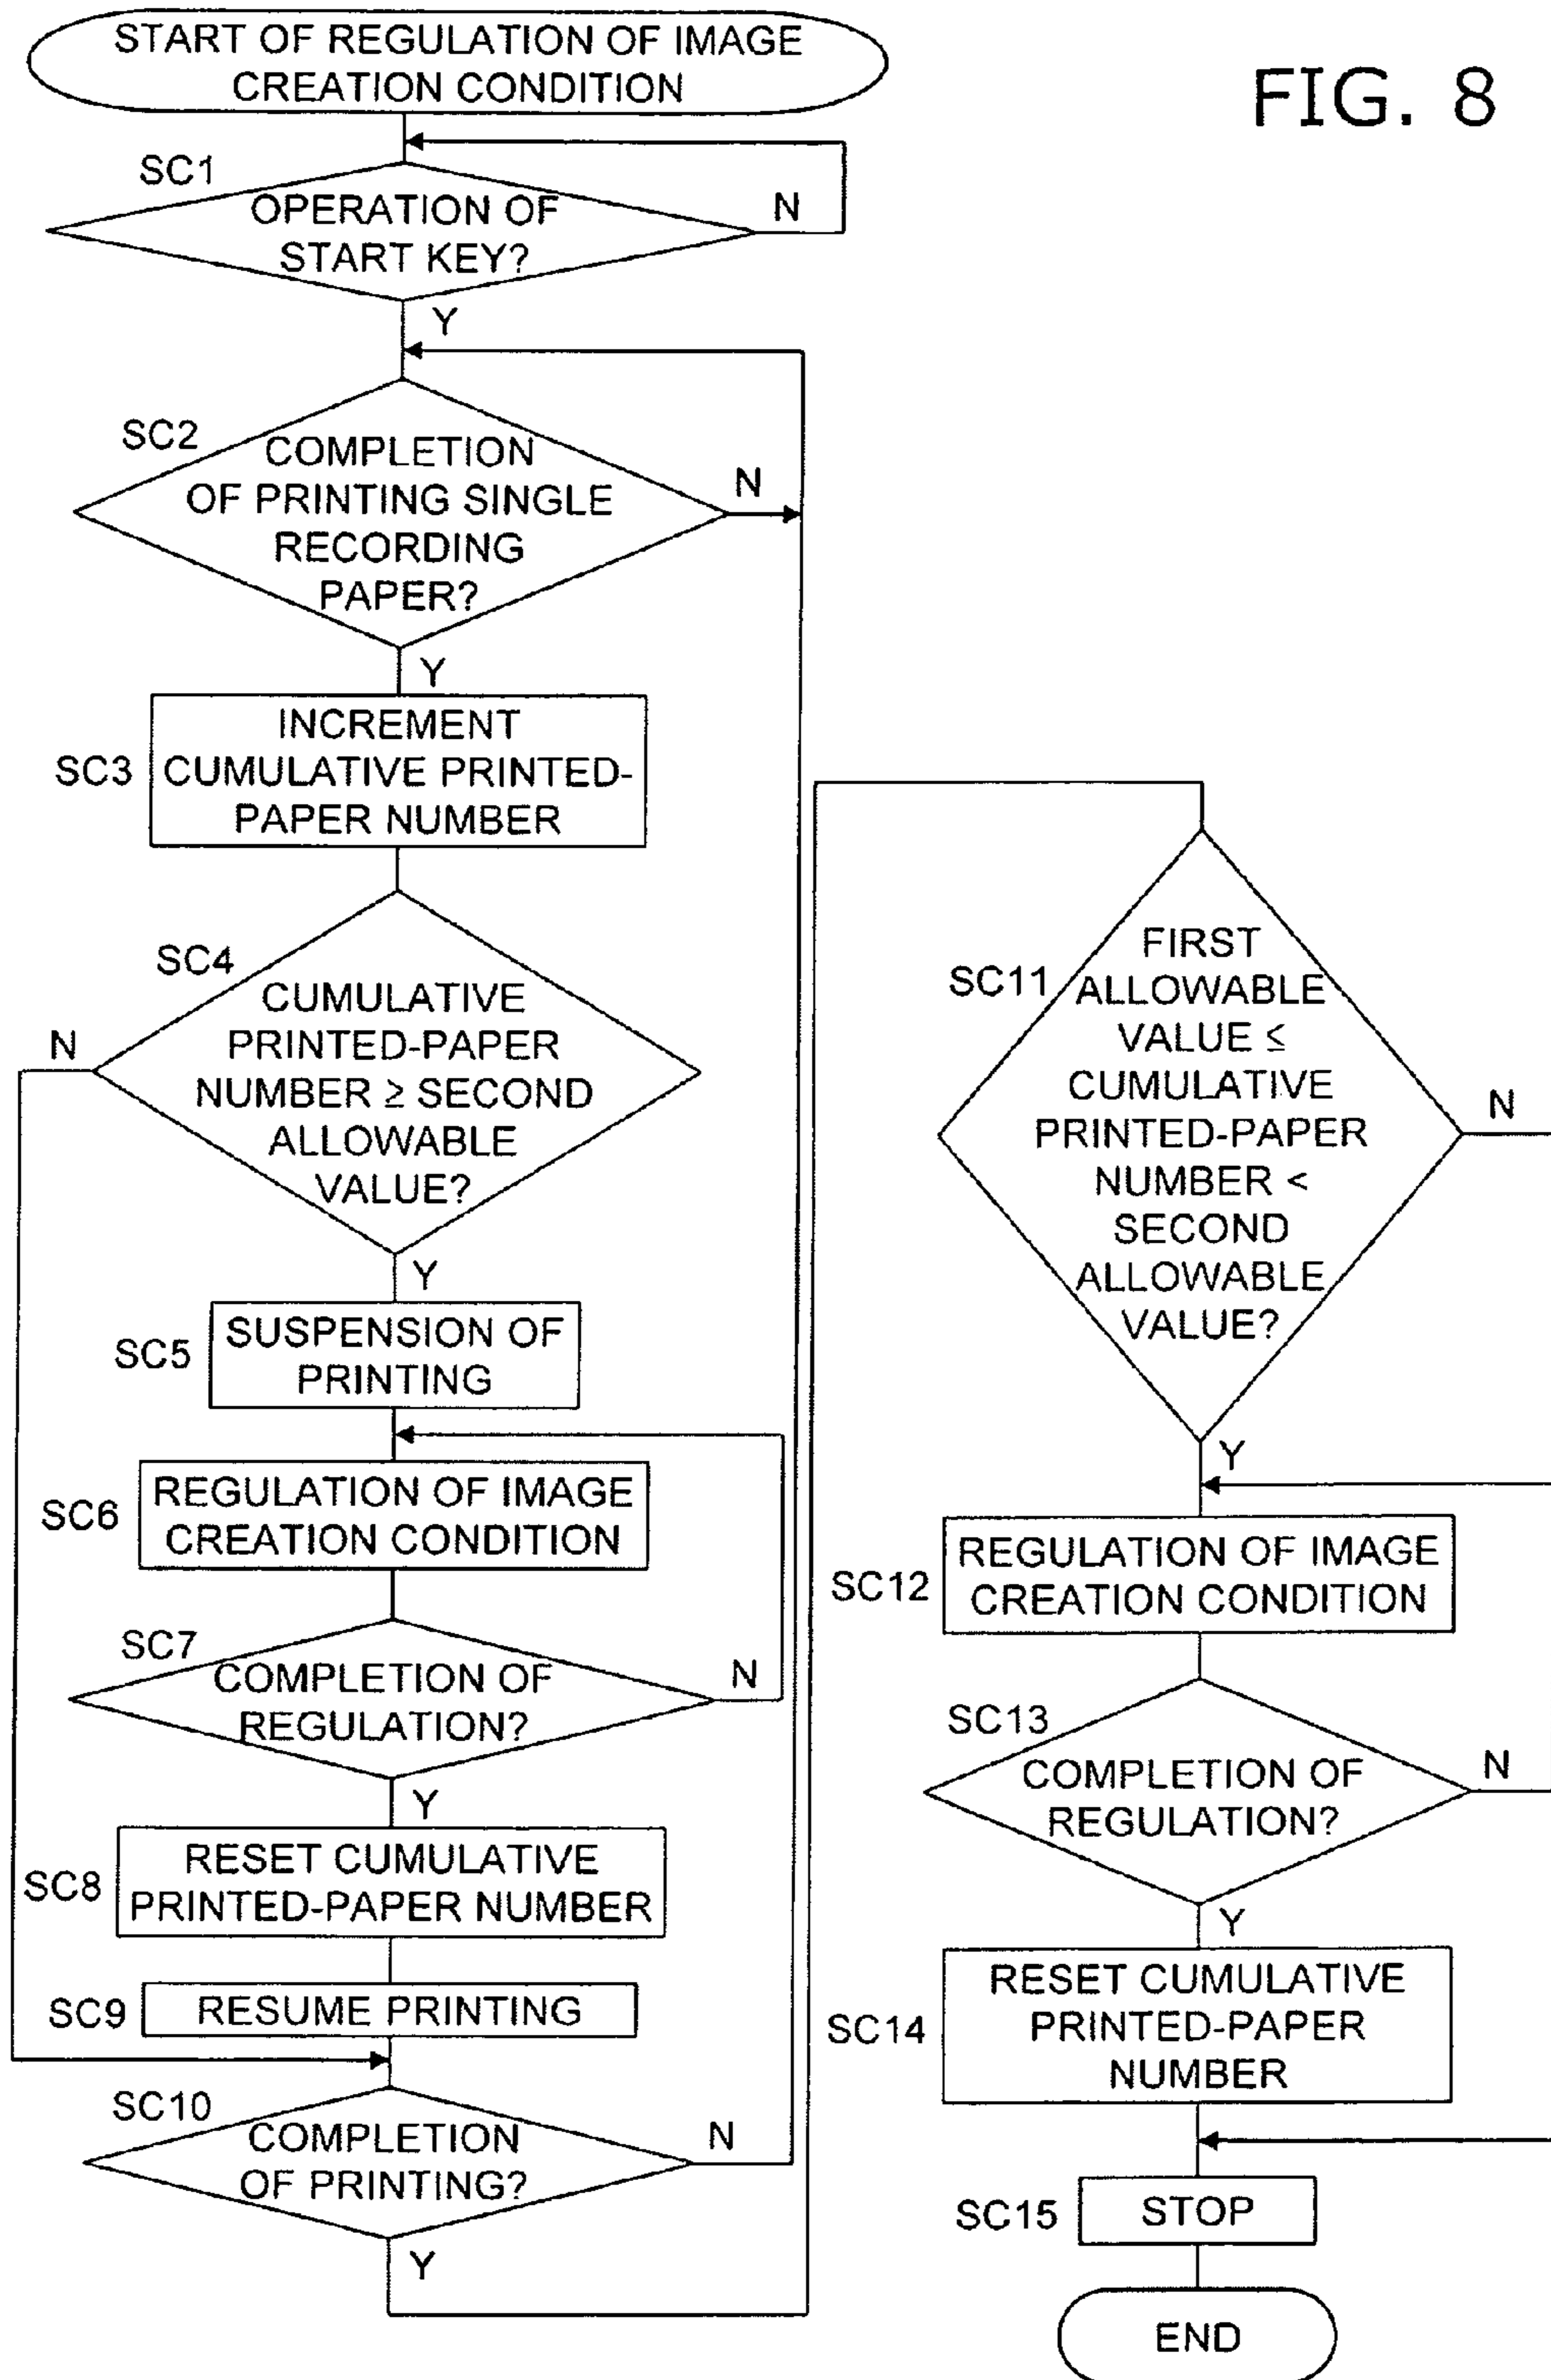 START OF REGULATION OF IMAGE
CREATION CONDITION
FIG. 8
SC1
OPERATION OF
START KEY?
N
Y
SC2
COMPLETION
OF PRINTING SINGLE
RECORDING
PAPER?
N
Y
SC3
INCREMENT
CUMULATIVE PRINTED-
PAPER NUMBER
SC4
CUMULATIVE
PRINTED-PAPER
NUMBER ≥ SECOND
ALLOWABLE
VALUE?
N
Y
SC5
SUSPENSION OF
PRINTING
SC6
REGULATION OF IMAGE
CREATION CONDITION
SC7
COMPLETION OF
REGULATION?
N
Y
SC8
RESET CUMULATIVE
PRINTED-PAPER NUMBER
SC9
RESUME PRINTING
SC10
COMPLETION
OF PRINTING?
N
Y
SC11
FIRST
ALLOWABLE
VALUE ≤
CUMULATIVE
PRINTED-PAPER
NUMBER <
SECOND
ALLOWABLE
VALUE?
N
Y
SC12
REGULATION OF IMAGE
CREATION CONDITION
SC13
COMPLETION OF
REGULATION?
N
Y
SC14
RESET CUMULATIVE
PRINTED-PAPER
NUMBER
SC15
STOP
END